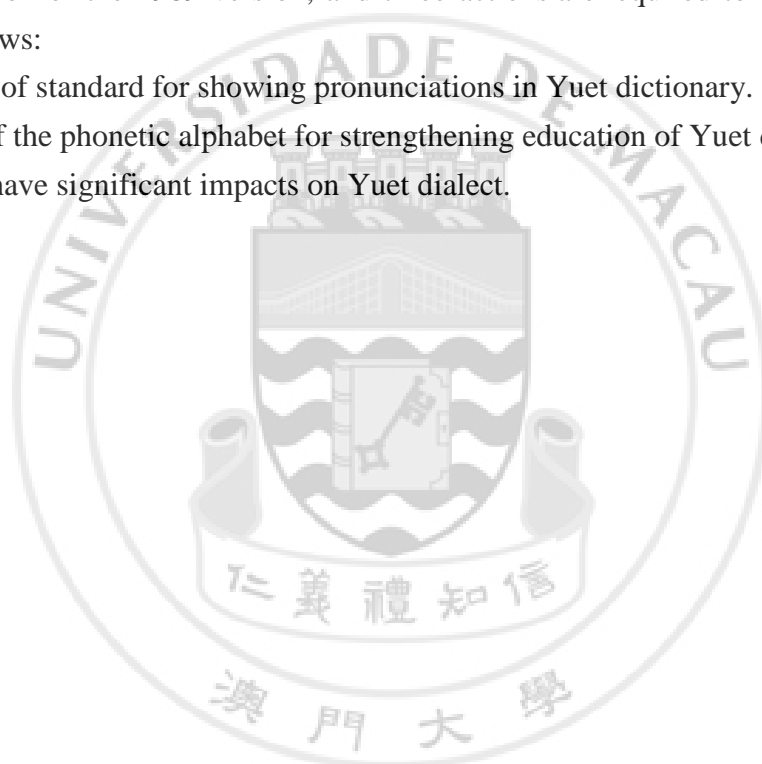 ws:
of standard for showing pronunciations in Yuet dictionary.
the phonetic alphabet for strengthening education of Yuet
have significant impacts on Yuet dialect.
UNIVERSIDADE DE MACAU
仁義禮知信
澳門大學